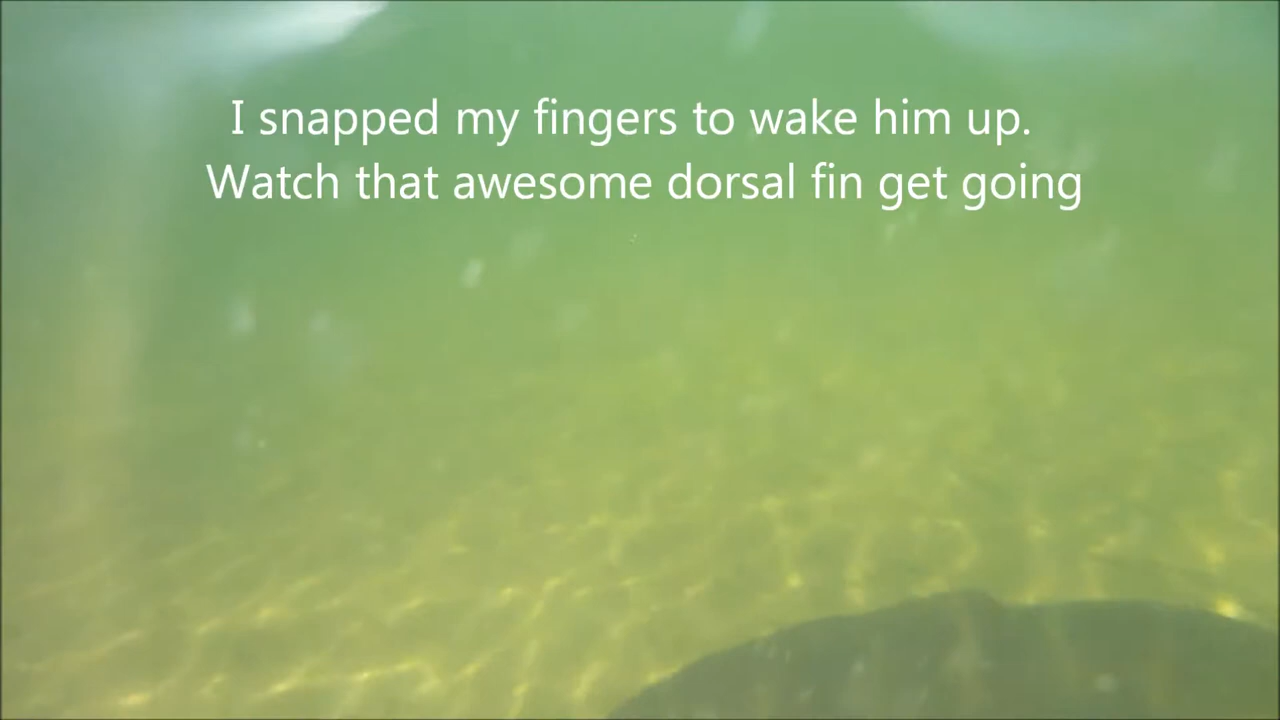 I snapped my fingers to wake him up.
Watch that awesome dorsal fin get going